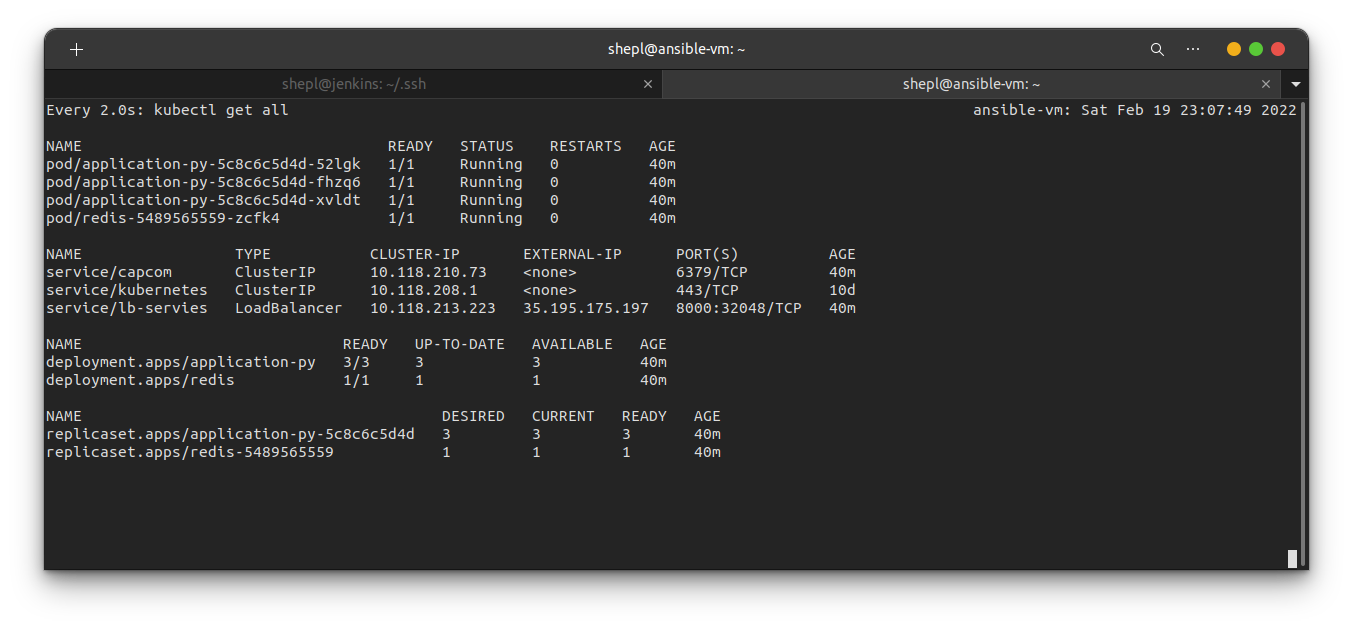 shepl@ansible-vm: ~
shepl@jenkins: ~/.ssh shepl@ansible-vm: ~
Every 2.0s: kubectl get all ansible-vm: Sat Feb 19 23:07:49 2022
NAME READY STATUS RESTARTS AGE
pod/application-py-5c8c6c5d4d-52lgk 1/1 Running 0 40m
pod/application-py-5c8c6c5d4d-fhzq6 1/1 Running 0 40m
pod/application-py-5c8c6c5d4d-xvldt 1/1 Running 0 40m
pod/redis-5489565559-zcfk4 1/1 Running 0 40m
NAME TYPE CLUSTER-IP EXTERNAL-IP PORT(S) AGE
service/capcom ClusterIP 10.118.210.73 <none> 6379/TCP 40m
service/kubernetes ClusterIP 10.118.208.1 <none> 443/TCP 10d
service/lb-servies LoadBalancer 10.118.213.223 35.195.175.197 8000:32048/TCP 40m
NAME READY UP-TO-DATE AVAILABLE AGE
deployment.apps/application-py 3/3 3 3 40m
deployment.apps/redis 1/1 1 1 40m
NAME DESIRED CURRENT READY AGE
replicaset.apps/application-py-5c8c6c5d4d 3 3 3 40m
replicaset.apps/redis-5489565559 1 1 1 40m